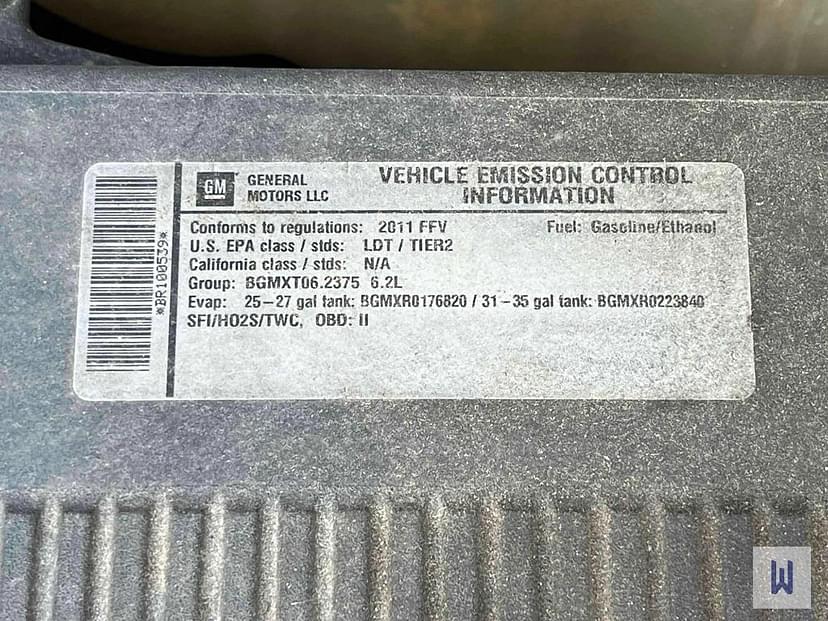 *BR100539*
GM
GENERAL
MOTORS LLC
VEHICLE EMISSION CONTROL
INFORMATION
Conforms to regulations: 2011 FFV Fuel: Gasoline/Ethanol
U.S. EPA class / stds: LDT / TIER2
California class / stds: N/A
Group: BGMXT06.2375 6.2L
Evap: 25-27 gal tank: BGMXR0176820 / 31-35 gal tank: BGMXR0223840
SFI/HO2S/TWC, OBD: II
W